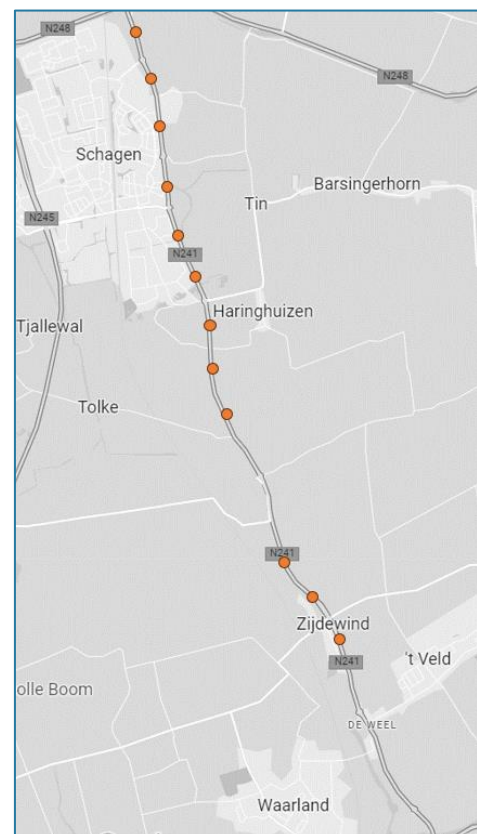 N248
N248
Schagen
Barsingerhorn
Tin
N245
N241
Haringhuizen
Tjallewal
Tolke
N241
Zijdewind
't Veld
N241
olle Boom
DE WEEL
Waarland